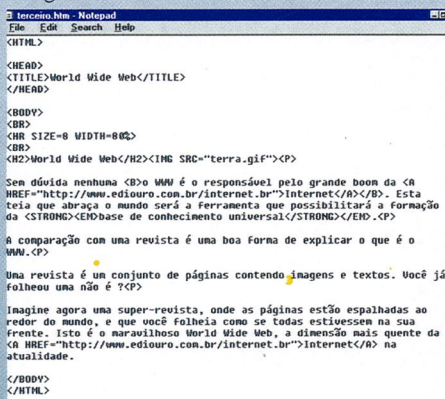 terceiro.htm - Notepad
File Edit Search Help
<HTML>
<HEAD>
<TITLE>World Wide Web</TITLE>
</HEAD>
<BODY>
<BR>
<HR SIZE=8 WIDTH=80%>
<BR>
<H2>World Wide Web</H2><IMG SRC="terra.gif"><P>
Sem dúvida nenhuma <B>o WWW é o responsável pelo grande boom da <A
HREF="http://www.ediouro.com.br/internet.br">Internet</A></B>. Esta
teia que abraça o mundo será a ferramenta que possibilitará a formação
da <STRONG><EM>base de conhecimento universal</STRONG></EM>.<P>
A comparação com uma revista é uma boa forma de explicar o que é o
WWW.<P>
Uma revista é um conjunto de páginas contendo imagens e textos. Você já
folheou uma não é ?<P>
Imagine agora uma super-revista, onde as páginas estão espalhadas ao
redor do mundo, e que você folheia como se todas estivessem na sua
frente. Isto é o maravilhoso World Wide Web, a dimensão mais quente da
<A HREF="http://www.ediouro.com.br/internet.br">Internet</A> na
atualidade.
</BODY>
</HTML>